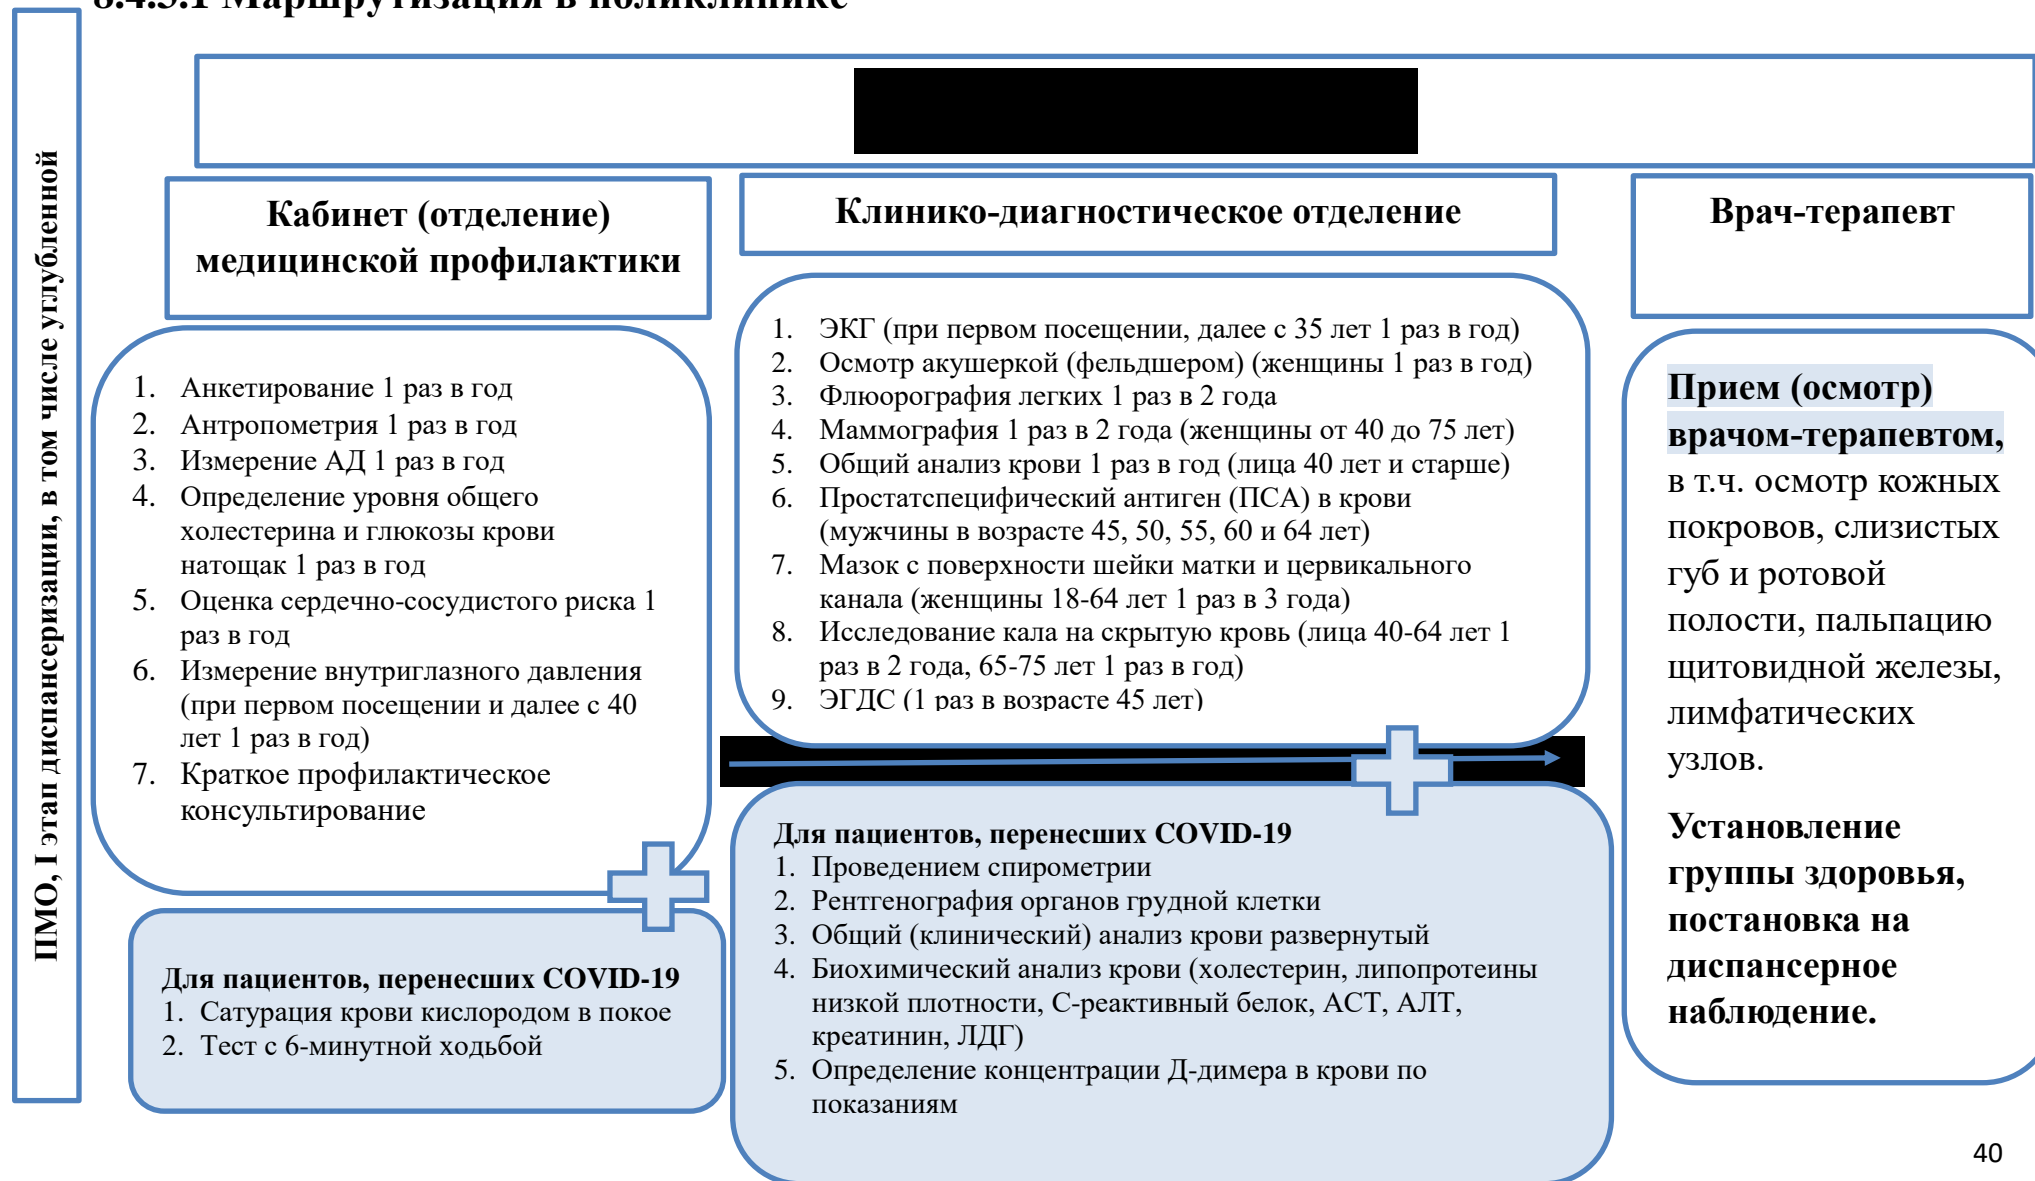 8.4.3.1 Маршрутизация в поликлинике
ПМО, I этап диспансеризации, в том числе углубленной
Кабинет (отделение)
медицинской профилактики
1. Анкетирование 1 раз в год
2. Антропометрия 1 раз в год
3. Измерение АД 1 раз в год
4. Определение уровня общего
холестерина и глюкозы крови
натощак 1 раз в год
5. Оценка сердечно-сосудистого риска 1
раз в год
6. Измерение внутриглазного давления
(при первом посещении и далее с 40
лет 1 раз в год)
7. Краткое профилактическое
консультирование
Для пациентов, перенесших COVID-19
1. Сатурация крови кислородом в покое
2. Тест с 6-минутной ходьбой
Клинико-диагностическое отделение
1. ЭКГ (при первом посещении, далее с 35 лет 1 раз в год)
2. Осмотр акушеркой (фельдшером) (женщины 1 раз в год)
3. Флюорография легких 1 раз в 2 года
4. Маммография 1 раз в 2 года (женщины от 40 до 75 лет)
5. Общий анализ крови 1 раз в год (лица 40 лет и старше)
6. Простатспецифический антиген (ПСА) в крови
(мужчины в возрасте 45, 50, 55, 60 и 64 лет)
7. Мазок с поверхности шейки матки и цервикального
канала (женщины 18-64 лет 1 раз в 3 года)
8. Исследование кала на скрытую кровь (лица 40-64 лет 1
раз в 2 года, 65-75 лет 1 раз в год)
9. ЭГДС (1 раз в возрасте 45 лет)
Для пациентов, перенесших COVID-19
1. Проведением спирометрии
2. Рентгенография органов грудной клетки
3. Общий (клинический) анализ крови развернутый
4. Биохимический анализ крови (холестерин, липопротеины
низкой плотности, С-реактивный белок, АСТ, АЛТ,
креатинин, ЛДГ)
5. Определение концентрации Д-димера в крови по
показаниям
Врач-терапевт
Прием (осмотр)
врачом-терапевтом,
в т.ч. осмотр кожных
покровов, слизистых
губ и ротовой
полости, пальпацию
щитовидной железы,
лимфатических
узлов.
Установление
группы здоровья,
постановка на
диспансерное
наблюдение.
40